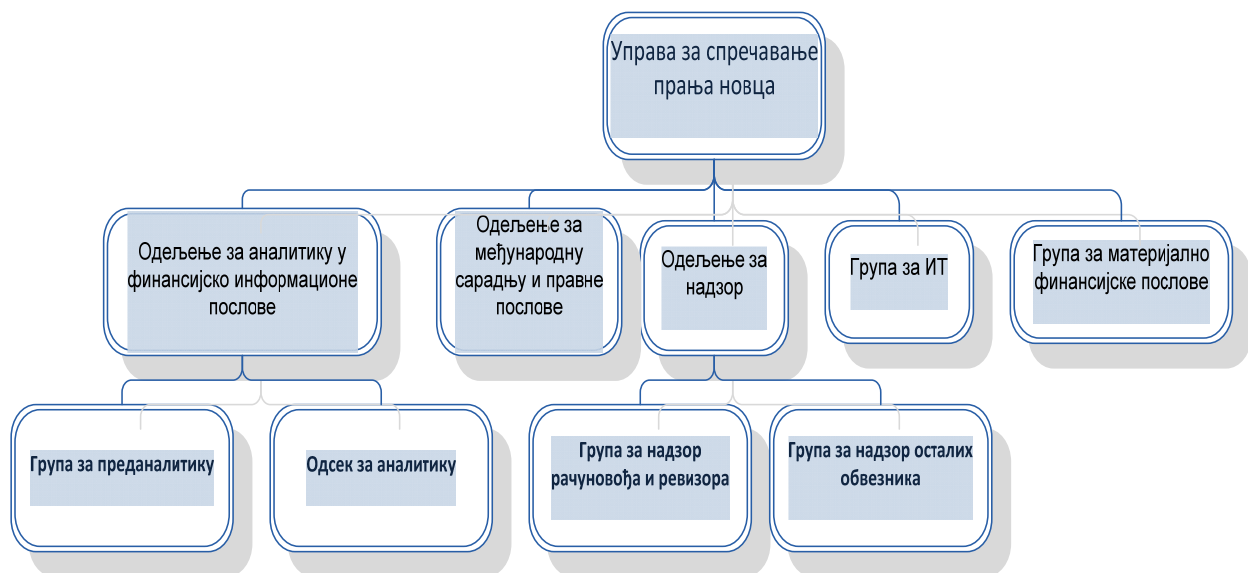 Управа за спречавање
прања новца
Одељење за аналитику у
финансијско информационе
послове
Одељење за
међународну
сарадњу и правне
послове
Одељење за
надзор
Група за ИТ
Група за материјално
финансијске послове
Група за преданалитику
Одсек за аналитику
Група за надзор
рачуновођа и ревизора
Група за надзор осталих
обвезника